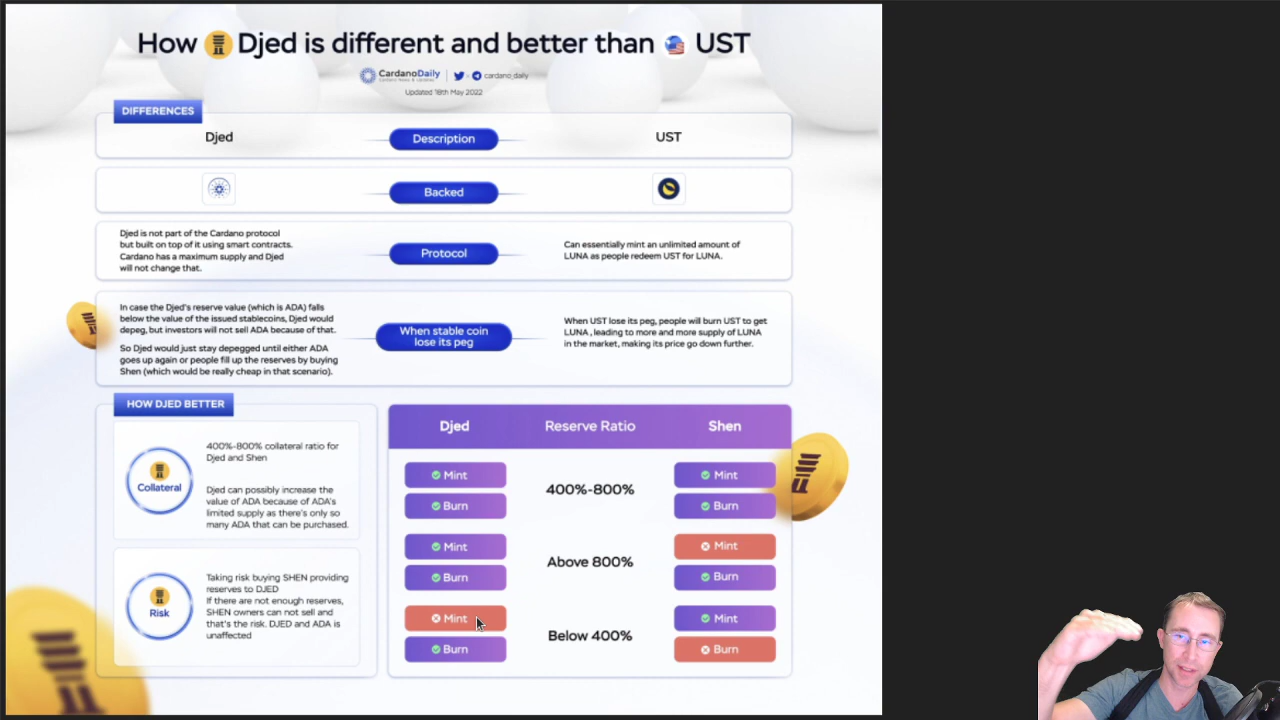 How Djed is different and better than UST
CardanoDaily
Cardano News & Updates
cardano_daily
Updated 18th May 2022
DIFFERENCES
Djed
Description
UST
Backed
Djed is not part of the Cardano protocol
but built on top of it using smart contracts.
Cardano has a maximum supply and Djed
will not change that.
Protocol
Can essentially mint an unlimited amount of
LUNA as people redeem UST for LUNA.
In case the Djed's reserve value (which is ADA) falls
below the value of the issued stablecoins, Djed would
depeg, but investors will not sell ADA because of that.
So Djed would just stay depegged until either ADA
goes up again or people fill up the reserves by buying
Shen (which would be really cheap in that scenario).
When stable coin
lose its peg
When UST lose its peg, people will burn UST to get
LUNA , leading to more and more supply of LUNA
in the market, making its price go down further.
HOW DJED BETTER
Collateral
400%-800% collateral ratio for
Djed and Shen
Djed can possibly increase the
value of ADA because of ADA's
limited supply as there's only so
many ADA that can be purchased.
Risk
Taking risk buying SHEN providing
reserves to DJED
If there are not enough reserves,
SHEN owners can not sell and
that's the risk. DJED and ADA is
unaffected
Djed Reserve Ratio Shen
Mint
Burn
400%-800%
Mint
Burn
Mint
Burn
Above 800%
Mint
Burn
Mint
Burn
Below 400%
Mint
Burn